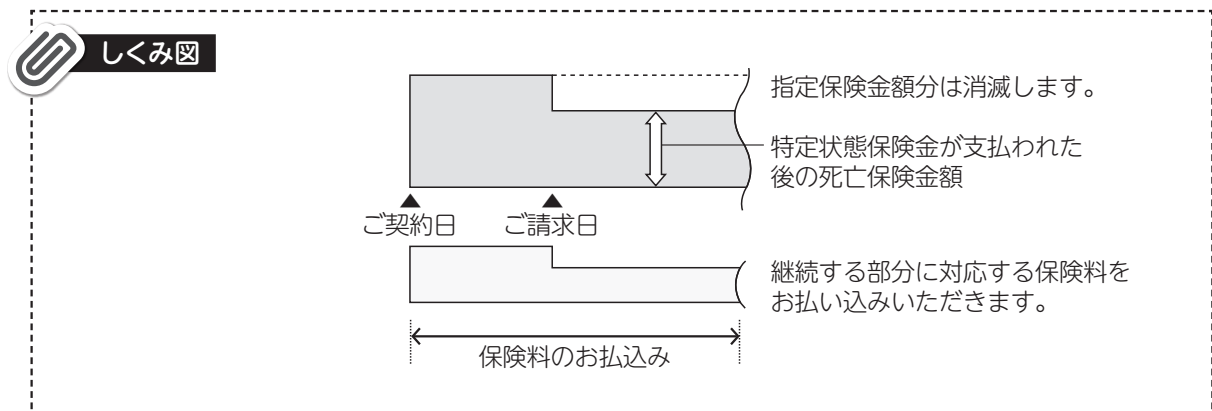 しくみ図
指定保険金額分は消滅します。
特定状態保険金が支払われた
後の死亡保険金額
ご契約日
ご請求日
継続する部分に対応する保険料を
お払い込みいただきます。
保険料のお払込み